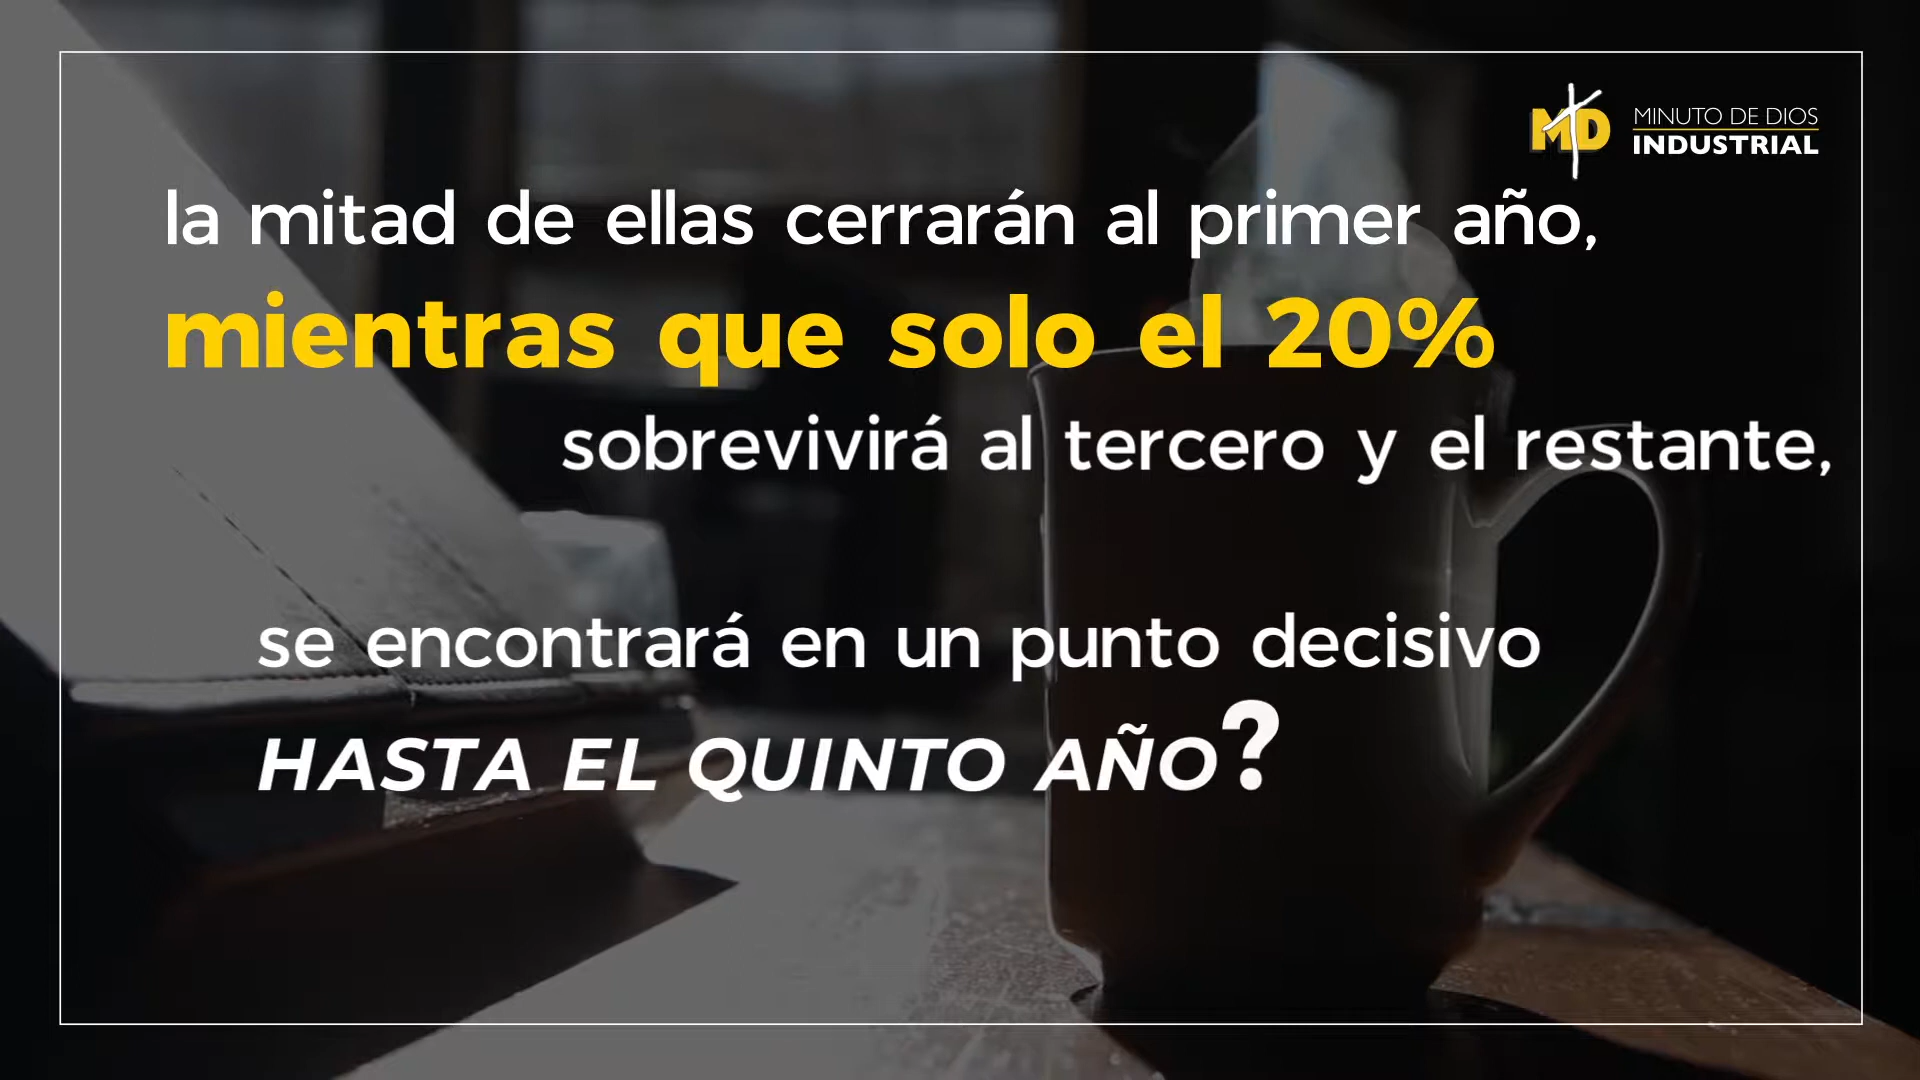 MD MINUTO DE DIOS
INDUSTRIAL
la mitad de ellas cerrarán al primer año,
mientras que solo el 20%
sobrevivirá al tercero y el restante,
se encontrará en un punto decisivo
HASTA EL QUINTO AÑO?